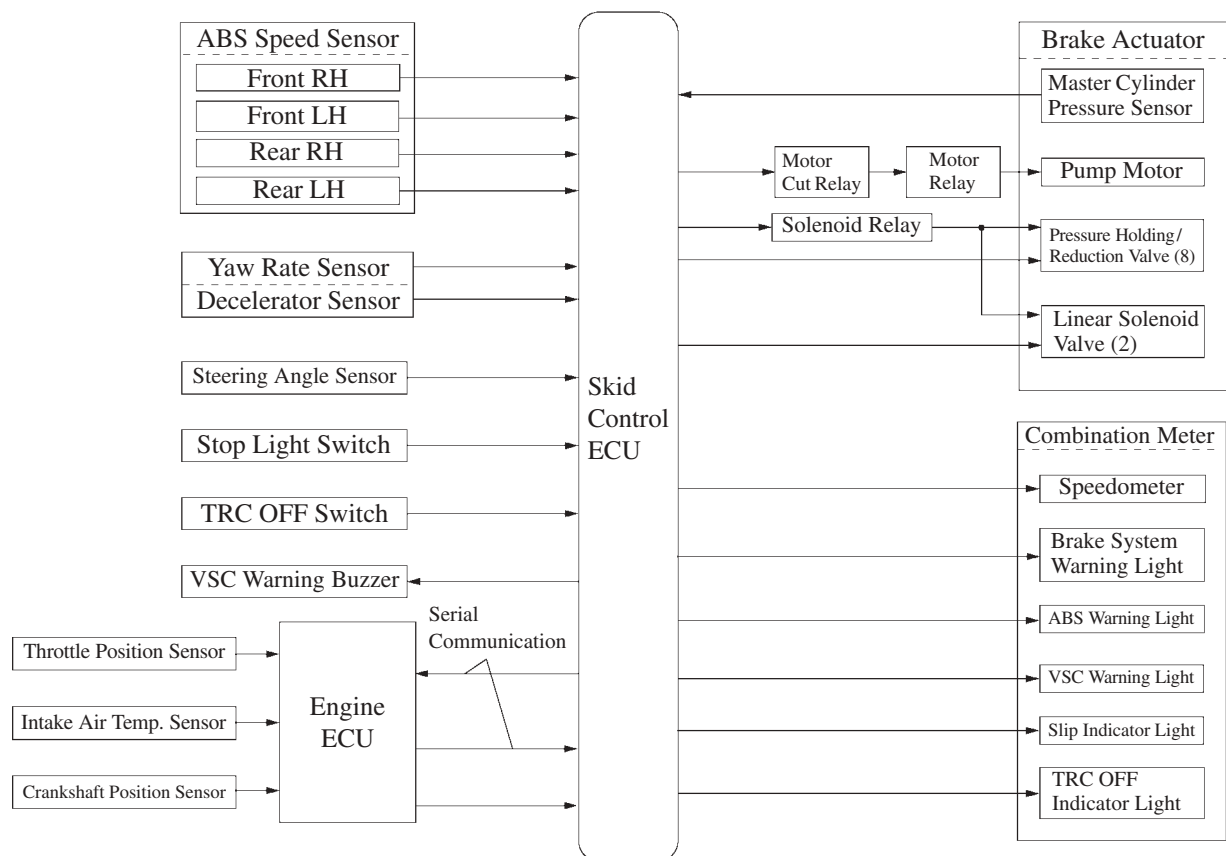 ABS Speed Sensor
Front RH
Front LH
Rear RH
Rear LH
Yaw Rate Sensor
Decelerator Sensor
Steering Angle Sensor
Stop Light Switch
TRC OFF Switch
VSC Warning Buzzer
Serial
Communication
Throttle Position Sensor
Intake Air Temp. Sensor
Crankshaft Position Sensor
Engine
ECU
Skid
Control
ECU
Motor
Cut Relay
Motor
Relay
Solenoid Relay
Brake Actuator
Master Cylinder
Pressure Sensor
Pump Motor
Pressure Holding/
Reduction Valve (8)
Linear Solenoid
Valve (2)
Combination Meter
Speedometer
Brake System
Warning Light
ABS Warning Light
VSC Warning Light
Slip Indicator Light
TRC OFF
Indicator Light